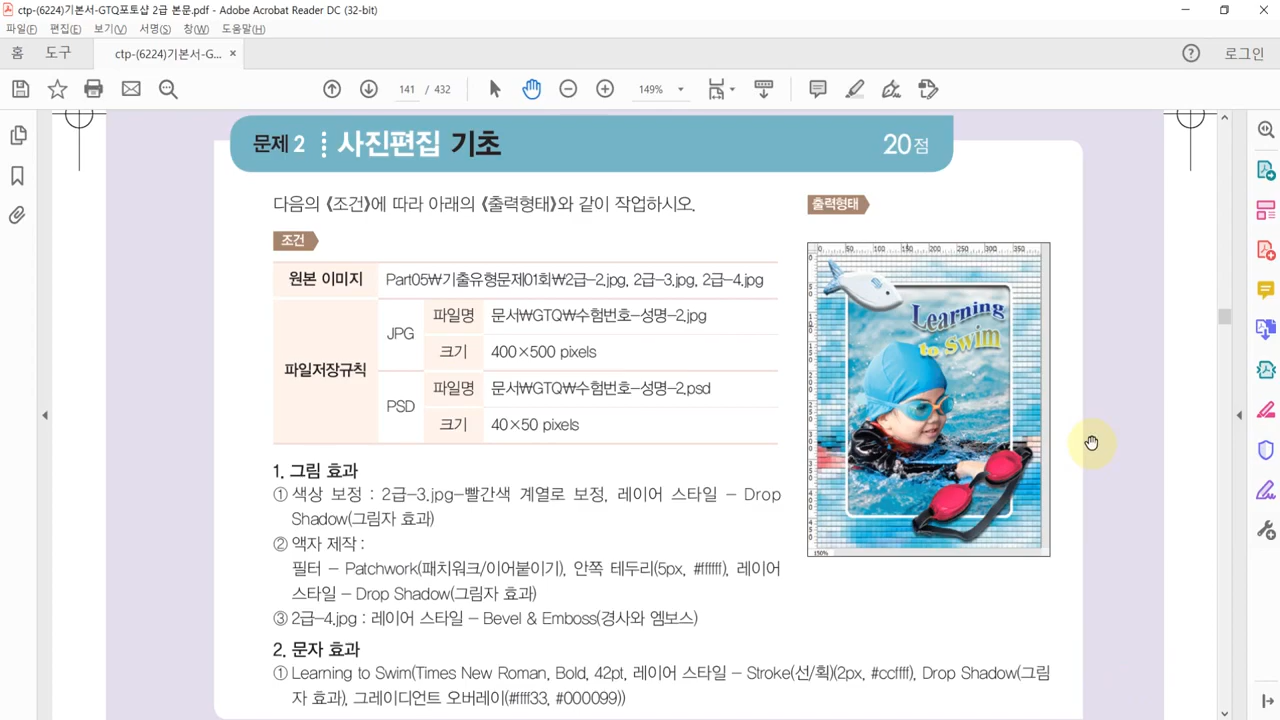 ctp-(6224)기본서-GTQ포토샵 2급 본문.pdf - Adobe Acrobat Reader DC (32-bit)
파일(F) 편집(E) 보기(V) 서명(S) 창(W) 도움말(H)
홈 도구 ctp-(6224)기본서-G... × 로그인
141 / 432 149%
문제 2 사진편집 기초 20점
다음의 《조건》에 따라 아래의 《출력형태》와 같이 작업하시오.
출력형태
조건
원본 이미지 Part05₩기출유형문제01회₩2급-2.jpg, 2급-3.jpg, 2급-4.jpg
파일저장규칙
JPG
파일명 문서₩GTQ₩수험번호-성명-2.jpg
크기 400×500 pixels
PSD
파일명 문서₩GTQ₩수험번호-성명-2.psd
크기 40×50 pixels
0 50 100 150 200 250 300 350
Learning
to Swim
150%
1. 그림 효과
① 색상 보정 : 2급-3.jpg-빨간색 계열로 보정, 레이어 스타일 - Drop
Shadow(그림자 효과)
② 액자 제작 :
필터 - Patchwork(패치워크/이어붙이기), 안쪽 테두리(5px, #ffffff), 레이어
스타일 - Drop Shadow(그림자 효과)
③ 2급-4.jpg : 레이어 스타일 - Bevel & Emboss(경사와 엠보스)
2. 문자 효과
① Learning to Swim(Times New Roman, Bold, 42pt, 레이어 스타일 - Stroke(선/획)(2px, #ccffff), Drop Shadow(그림
자 효과), 그레이디언트 오버레이(#ffff33, #000099))